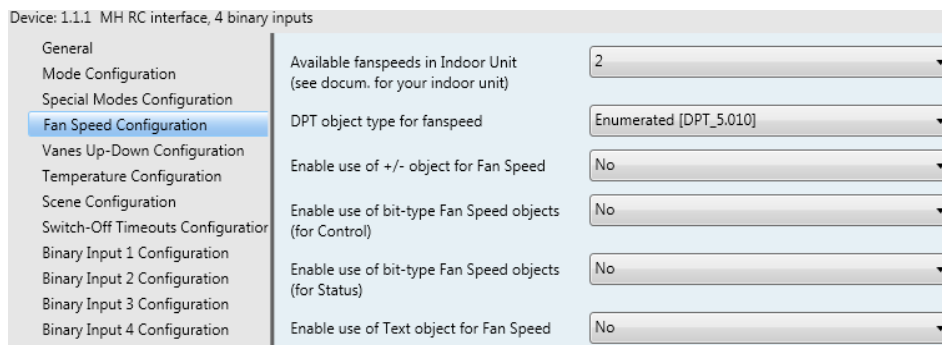 Device: 1.1.1 MH RC interface, 4 binary inputs
General
Mode Configuration
Special Modes Configuration
Fan Speed Configuration
Vanes Up-Down Configuration
Temperature Configuration
Scene Configuration
Switch-Off Timeouts Configuration
Binary Input 1 Configuration
Binary Input 2 Configuration
Binary Input 3 Configuration
Binary Input 4 Configuration
Available fanspeeds in Indoor Unit
(see docum. for your indoor unit)
2
DPT object type for fanspeed
Enumerated [DPT_5.010]
Enable use of +/- object for Fan Speed
No
Enable use of bit-type Fan Speed objects
(for Control)
No
Enable use of bit-type Fan Speed objects
(for Status)
No
Enable use of Text object for Fan Speed
No